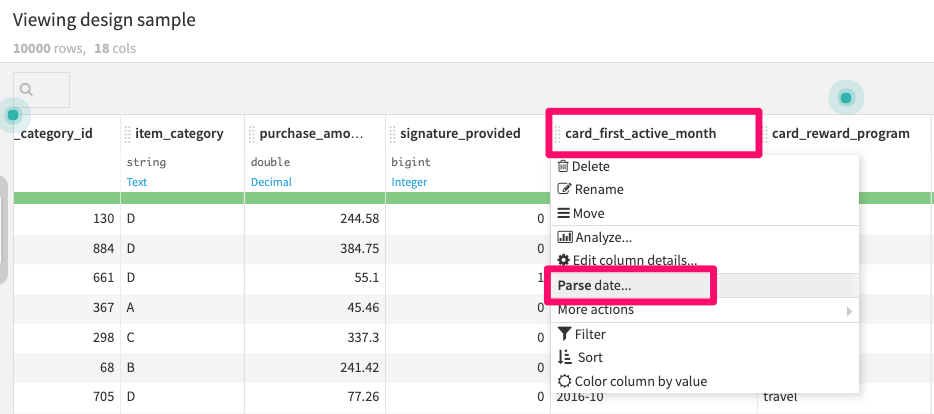 Viewing design sample
10000 rows, 18 cols
_category_id item_category purchase_amo... signature_provided card_first_active_month card_reward_program
string double bigint
Text Decimal Integer
Delete
Rename
Move
Analyze...
Edit column details...
Parse date...
More actions
Filter
Sort
Color column by value
130 D 244.58 0
884 D 384.75 0
661 D 55.1 1
367 A 45.46 0
298 C 337.3 0
68 B 241.42 0
705 D 77.26 0 2016-10 travel